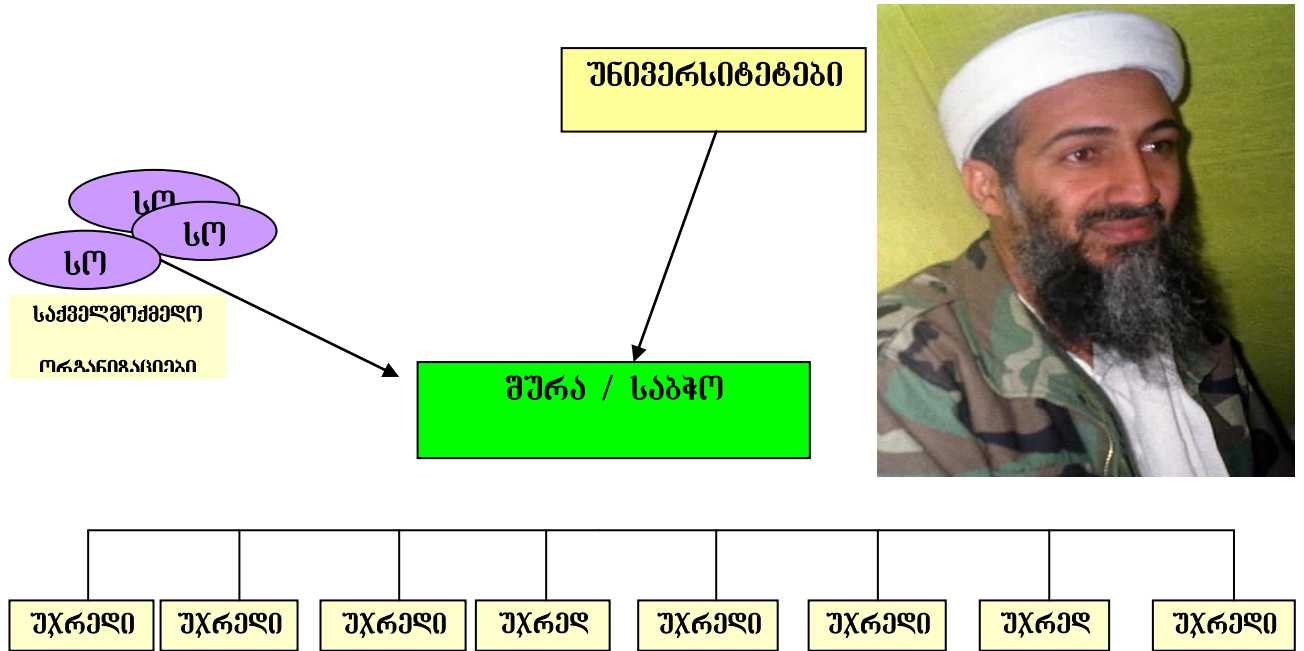 უნივერსიტეტები
სო
სო
სო
საქველმოქმედო
ორგანიზაციები
შურა / საბჭო
უჯრედი უჯრედი უჯრედი უჯრედ უჯრედი უჯრედი უჯრედ უჯრედი